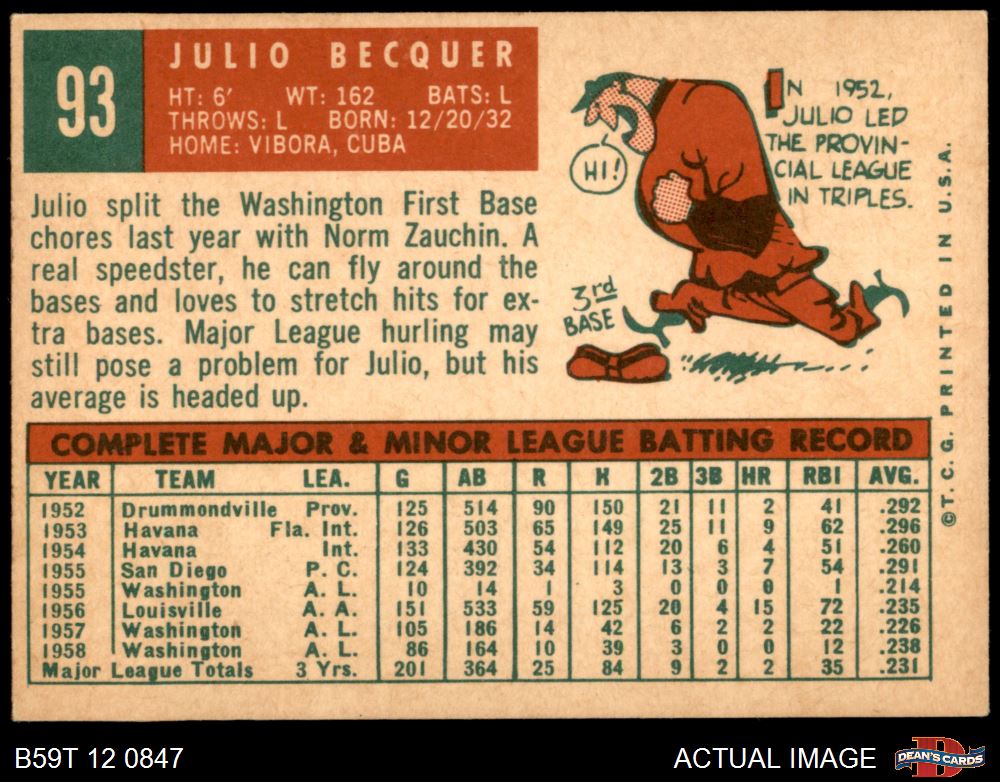 93
JULIO BECQUER
HT: 6' WT: 162 BATS: L
THROWS: L BORN: 12/20/32
HOME: VIBORA, CUBA
Julio split the Washington First Base
chores last year with Norm Zauchin. A
real speedster, he can fly around the
bases and loves to stretch hits for ex-
tra bases. Major League hurling may
still pose a problem for Julio, but his
average is headed up.
HI!
IN 1952,
JULIO LED
THE PROVIN-
CIAL LEAGUE
IN TRIPLES.
3rd
BASE
©T. C. G. PRINTED IN U.S.A.
COMPLETE MAJOR & MINOR LEAGUE BATTING RECORD
YEAR TEAM LEA. G AB R H 2B 3B HR RBI AVG.
1952 Drummondville Prov. 125 514 90 150 21 11 2 41 .292
1953 Havana Fla. Int. 126 503 65 149 25 11 9 62 .296
1954 Havana Int. 133 430 54 112 20 6 4 51 .260
1955 San Diego P. C. 124 392 34 114 13 3 7 54 .291
1955 Washington A. L. 10 14 1 3 0 0 0 1 .214
1956 Louisville A. A. 151 533 59 125 20 4 15 72 .235
1957 Washington A. L. 105 186 14 42 6 2 2 22 .226
1958 Washington A. L. 86 164 10 39 3 0 0 12 .238
Major League Totals 3 Yrs. 201 364 25 84 9 2 2 35 .231
B59T 12 0847
ACTUAL IMAGE
D
DEAN'S CARDS